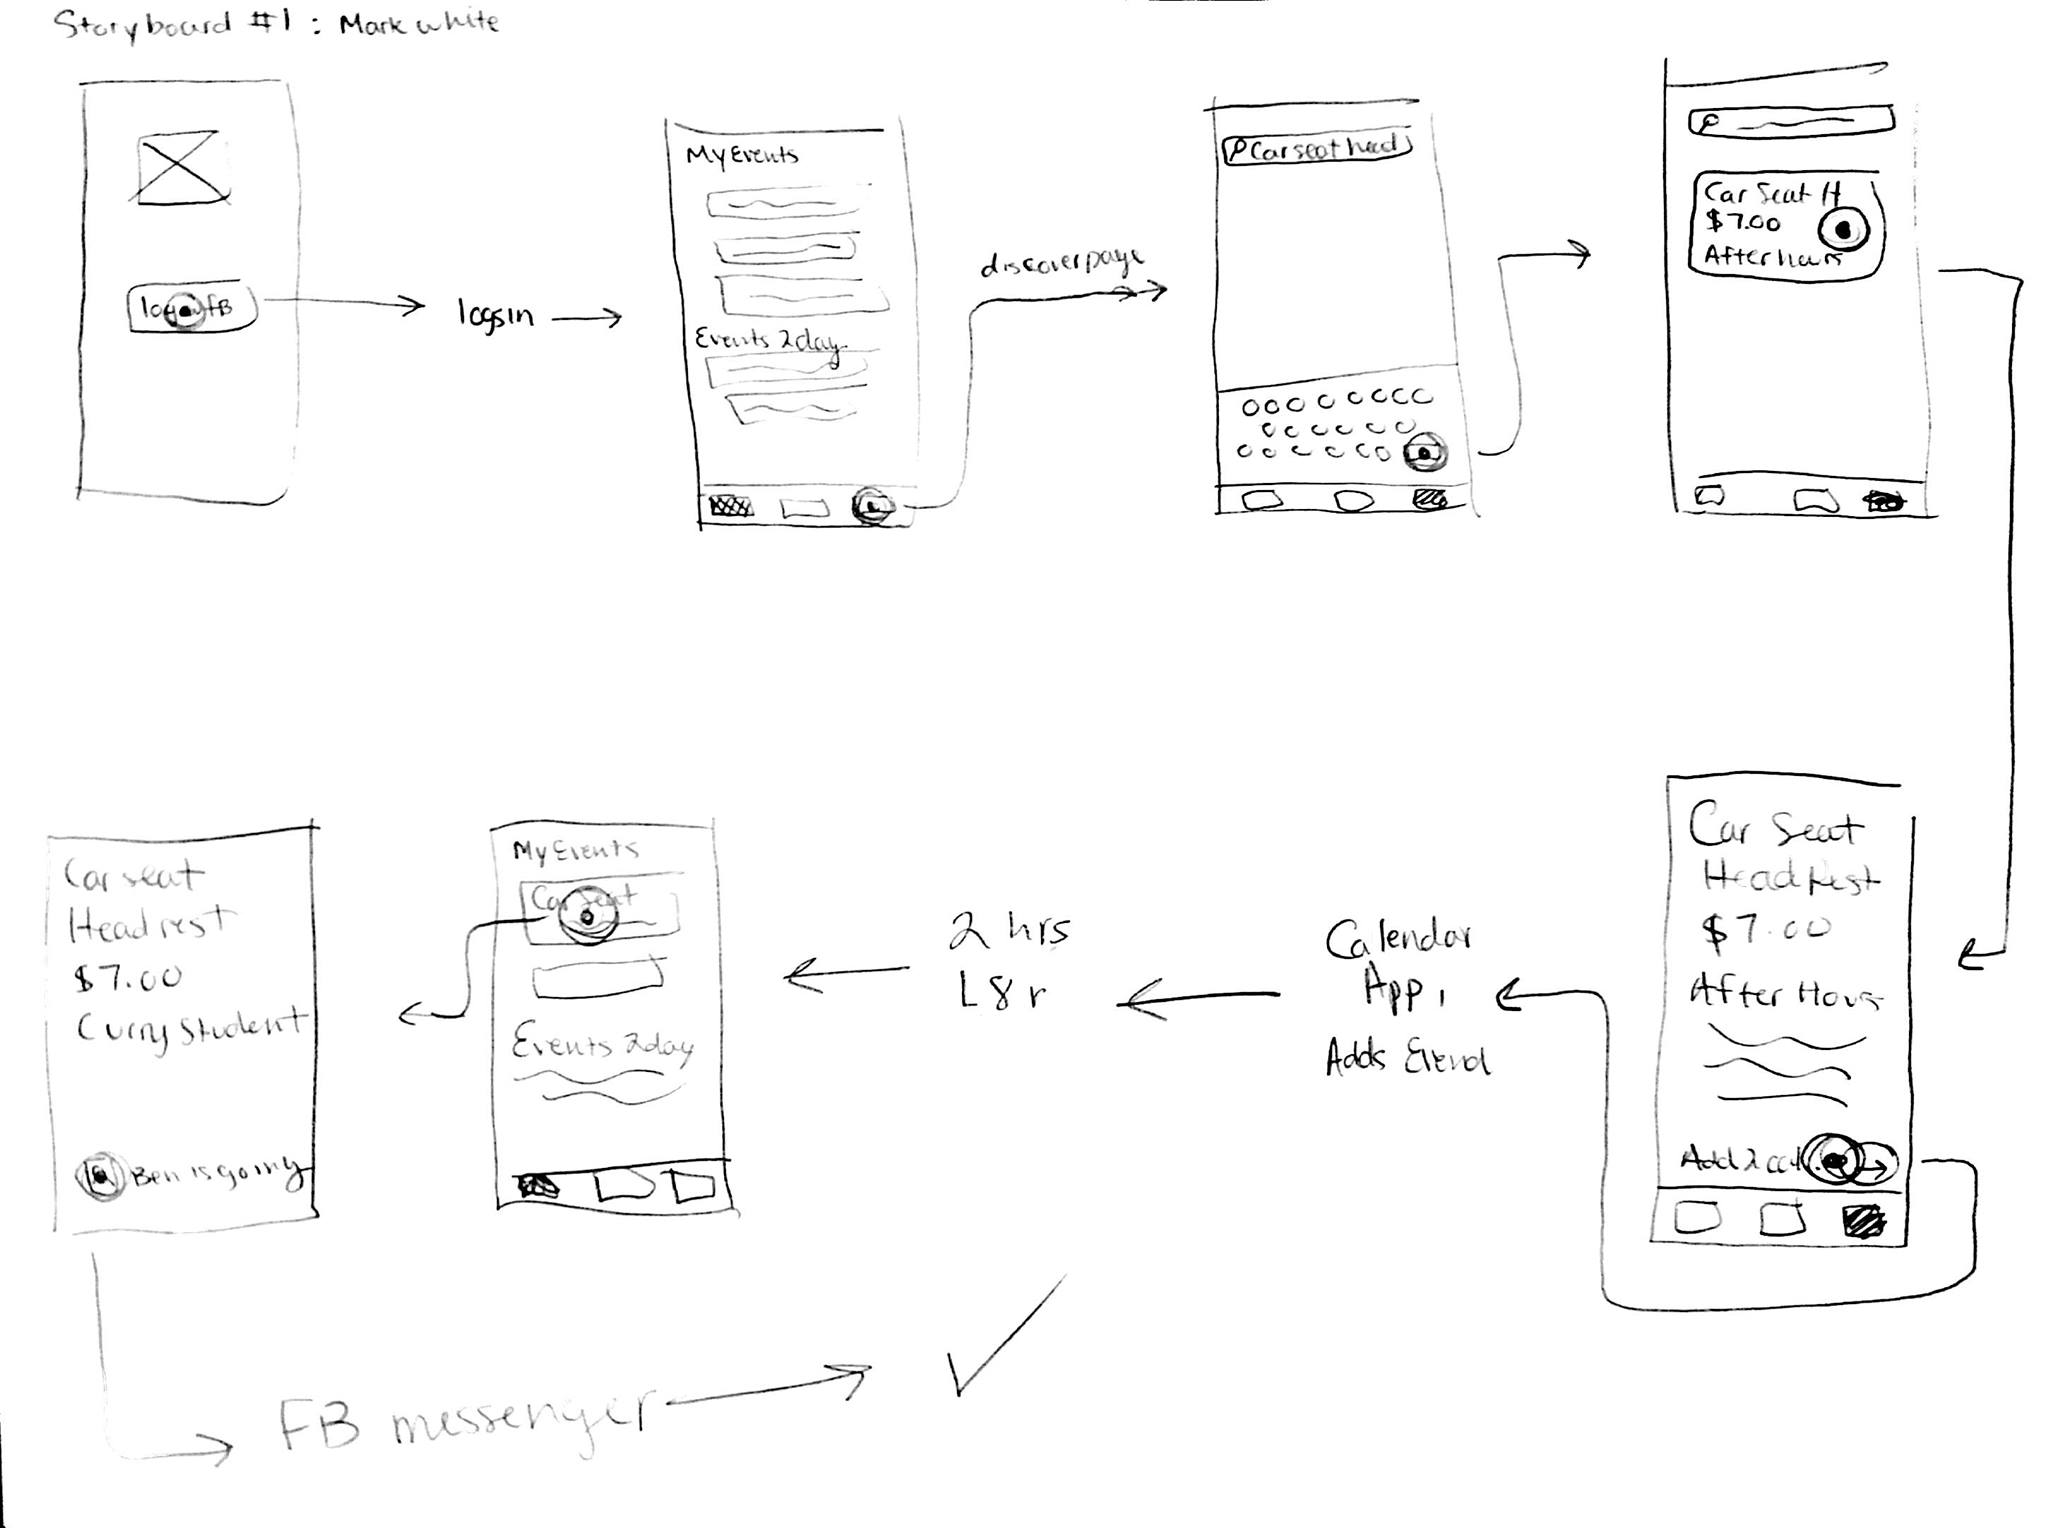 Storyboard #1 : Mark white
login FB
logsin
My Events
Events 2day
discover page
Car seat head
Car Seat H
$7.00
After hours
Car Seat
Head Rest
$7.00
After Hours
Add 2 cal
Calendar
App,
Adds Event
2 hrs
L8r
My Events
Car Seat
Events 2day
Car seat
Head rest
$7.00
Curry Student
Ben is going
FB messenger